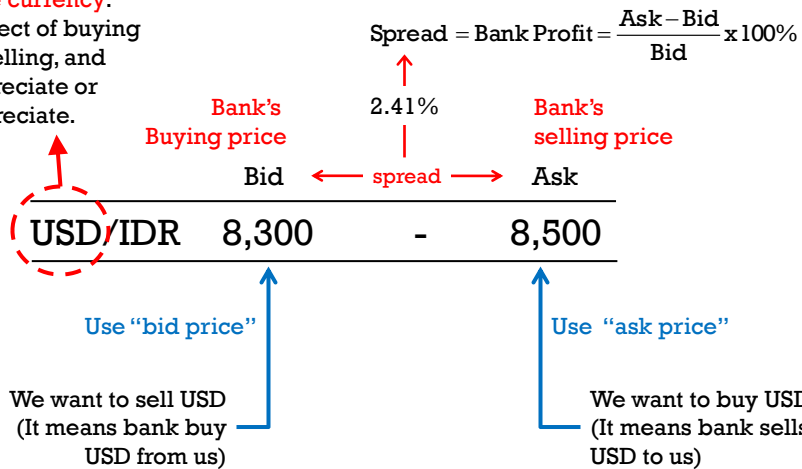 currency.
ect of buying
elling, and
reciate or
reciate.
Spread = Bank Profit = Ask – Bid / Bid x 100%
2.41%
Bank's
Buying price
Bank's
selling price
Bid
spread
Ask
USD/IDR 8,300 - 8,500
Use “bid price”
Use “ask price”
We want to sell USD
(It means bank buy
USD from us)
We want to buy USD
(It means bank sells
USD to us)